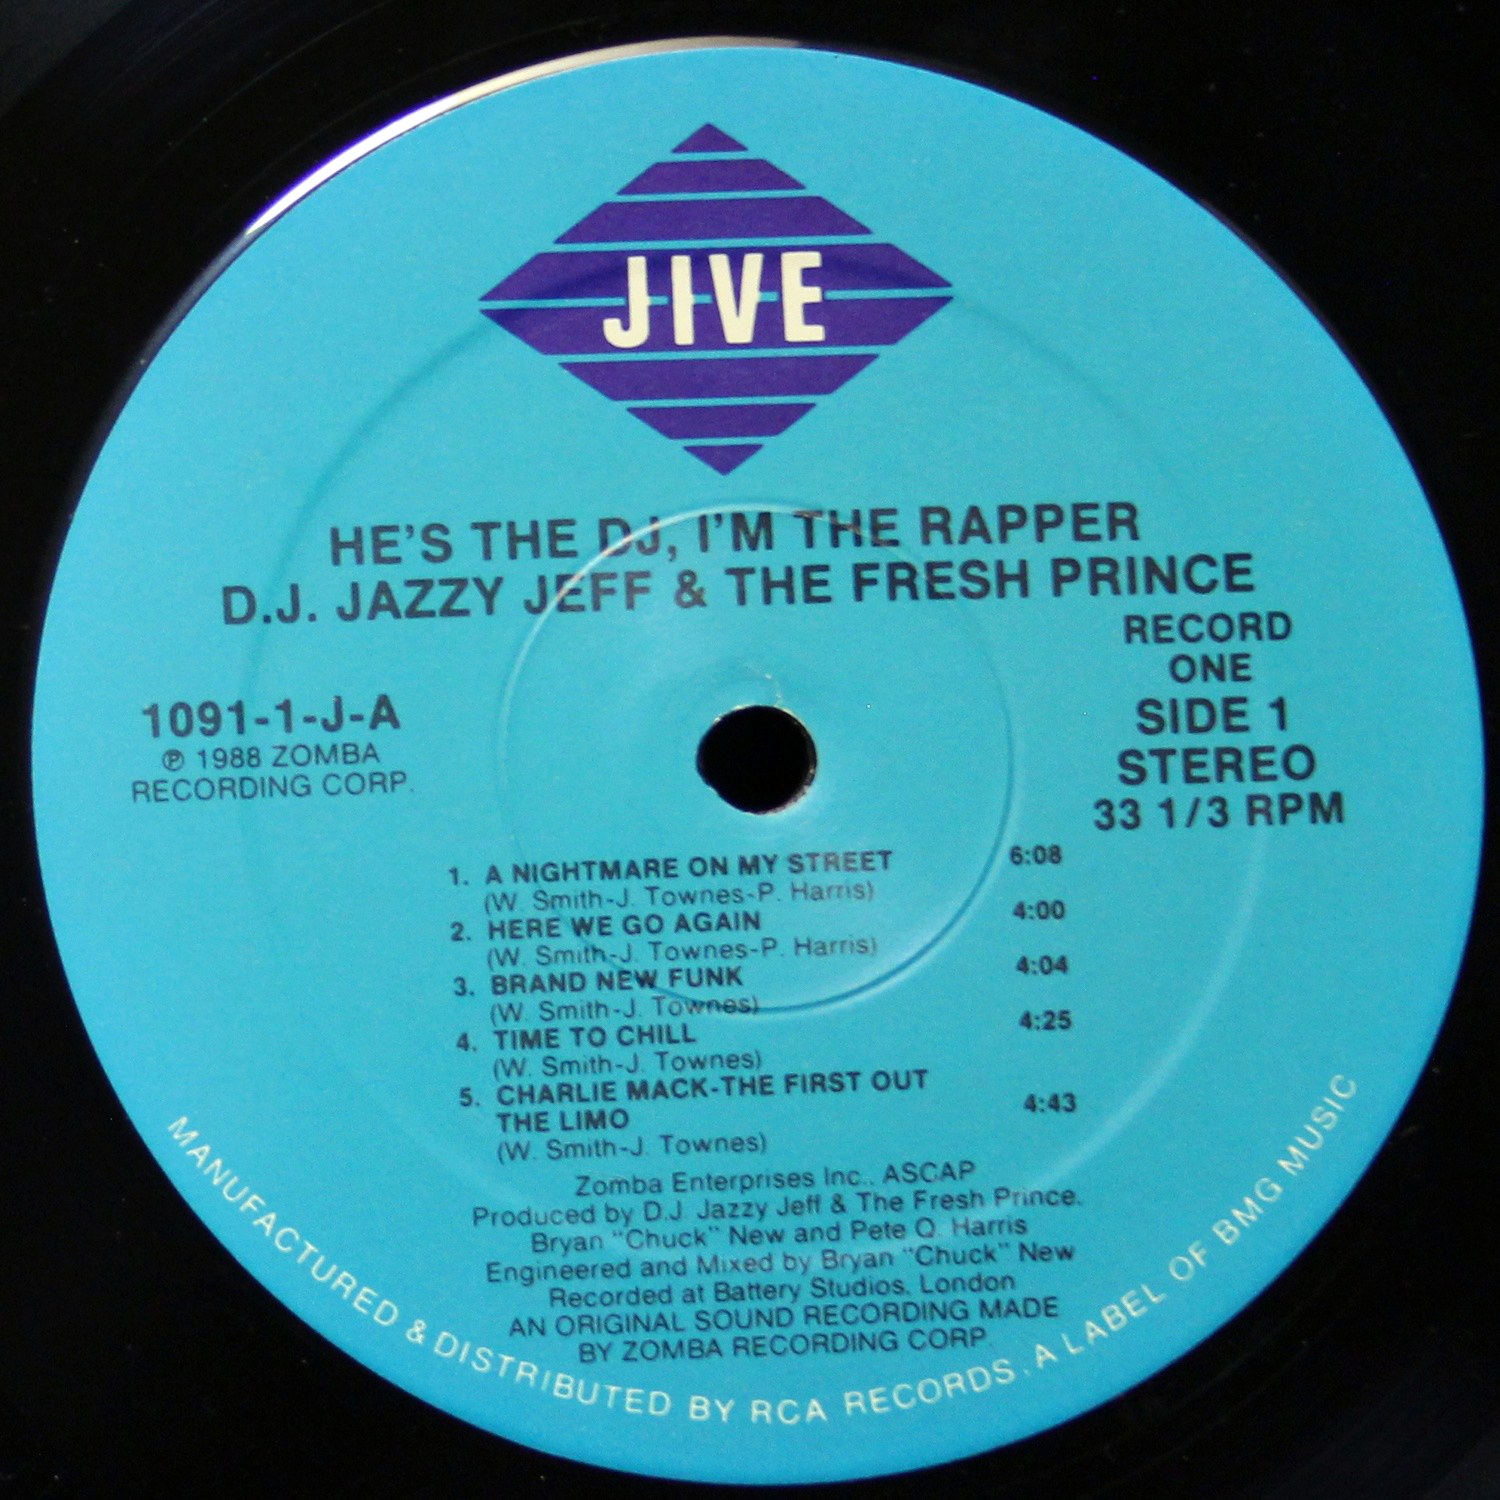 JIVE
HE'S THE DJ, I'M THE RAPPER
D.J. JAZZY JEFF & THE FRESH PRINCE
RECORD
ONE
SIDE 1
STEREO
33 1/3 RPM
1091-1-J-A
℗ 1988 ZOMBA
RECORDING CORP.
1. A NIGHTMARE ON MY STREET 6:08
(W. Smith-J. Townes-P. Harris)
2. HERE WE GO AGAIN 4:00
(W. Smith-J. Townes-P. Harris)
3. BRAND NEW FUNK 4:04
(W. Smith-J. Townes)
4. TIME TO CHILL 4:25
(W. Smith-J. Townes)
5. CHARLIE MACK-THE FIRST OUT
THE LIMO 4:43
(W. Smith-J. Townes)
Zomba Enterprises Inc., ASCAP
Produced by D.J. Jazzy Jeff & The Fresh Prince.
Bryan "Chuck" New and Pete Q. Harris
Engineered and Mixed by Bryan "Chuck" New
Recorded at Battery Studios, London
AN ORIGINAL SOUND RECORDING MADE
BY ZOMBA RECORDING CORP.
MANUFACTURED & DISTRIBUTED BY RCA RECORDS, A LABEL OF BMG MUSIC